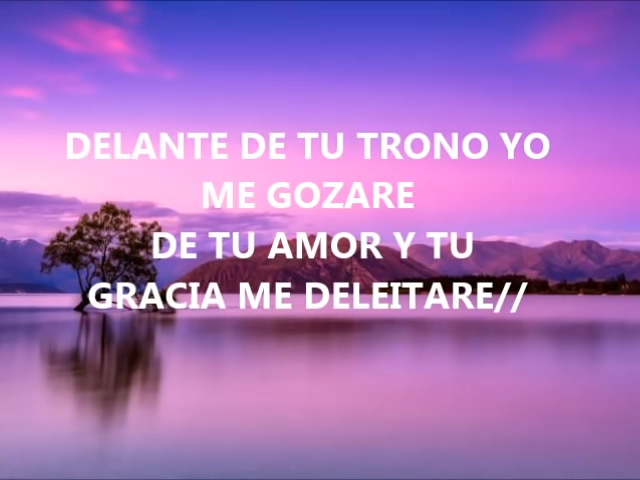 DELANTE DE TU TRONO YO
ME GOZARE
DE TU AMOR Y TU
GRACIA ME DELEITARE//